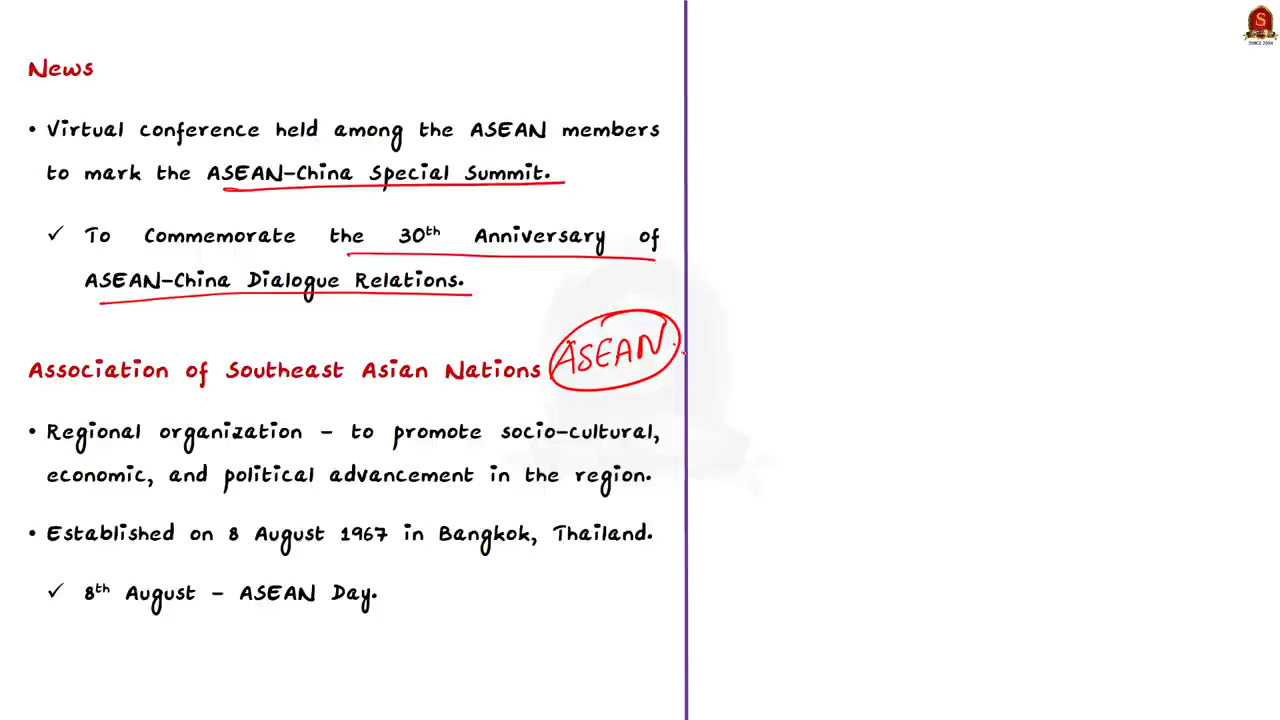 News
• Virtual conference held among the ASEAN members
to mark the ASEAN-China Special Summit.
✓ To Commemorate the 30th Anniversary of
ASEAN-China Dialogue Relations.
Association of Southeast Asian Nations ASEAN
• Regional organization - to promote socio-cultural,
economic, and political advancement in the region.
• Established on 8 August 1967 in Bangkok, Thailand.
✓ 8th August - ASEAN Day.
S
SINCE 2004